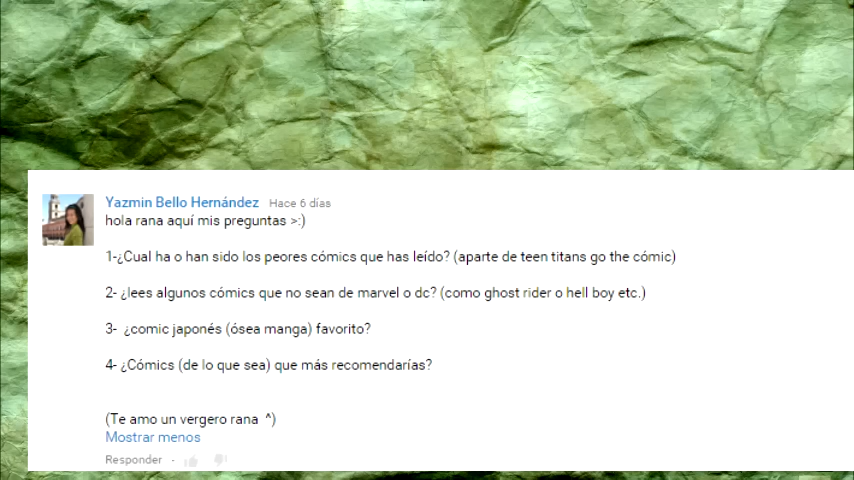 Yazmin Bello Hernández Hace 6 días
hola rana aquí mis preguntas >:)
1-¿Cual ha o han sido los peores cómics que has leído? (aparte de teen titans go the cómic)
2- ¿lees algunos cómics que no sean de marvel o dc? (como ghost rider o hell boy etc.)
3- ¿comic japonés (ósea manga) favorito?
4- ¿Cómics (de lo que sea) que más recomendarías?
(Te amo un vergero rana ^)
Mostrar menos
Responder ·